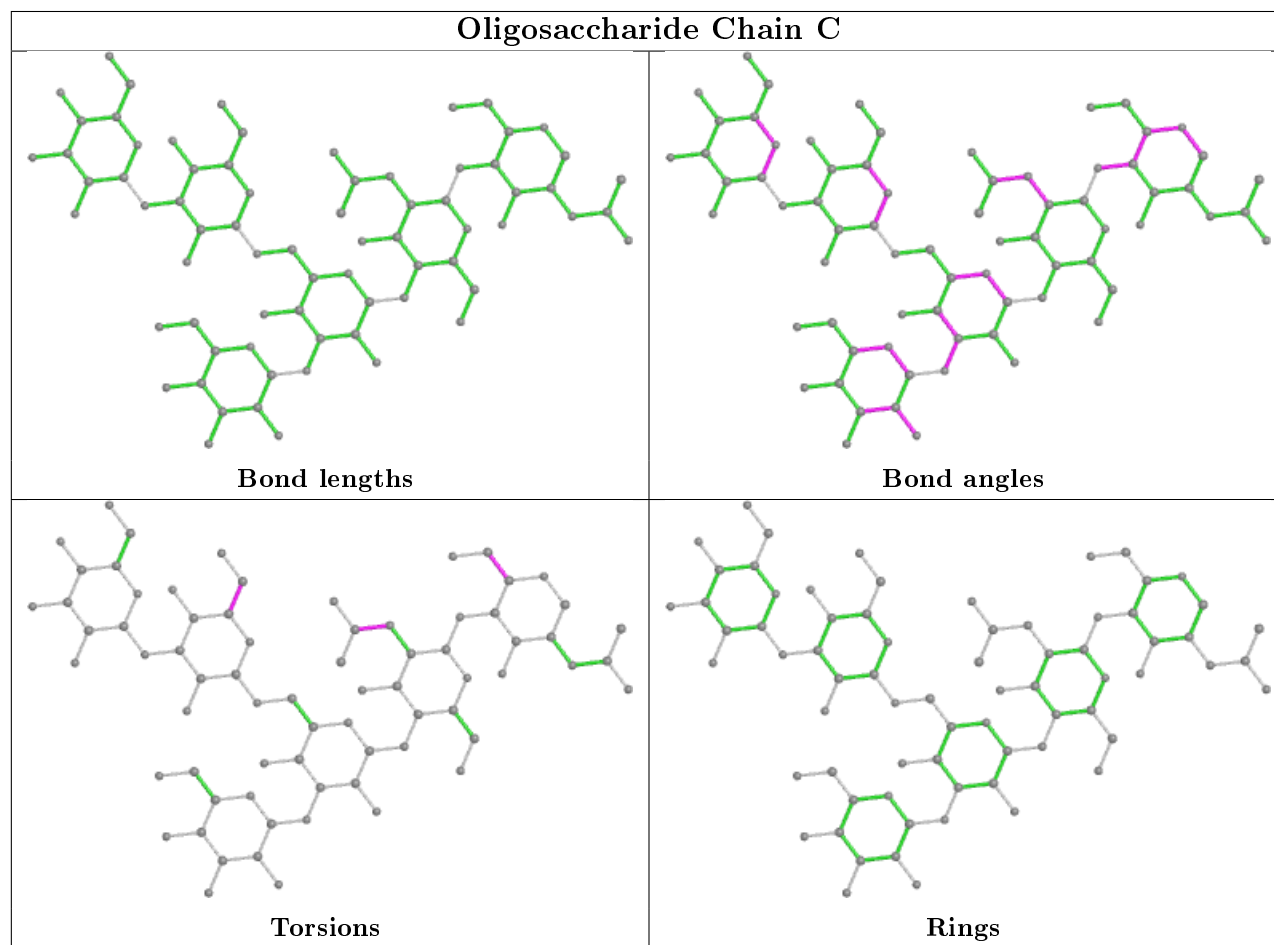 Oligosaccharide Chain C
Bond lengths
Bond angles
Torsions
Rings